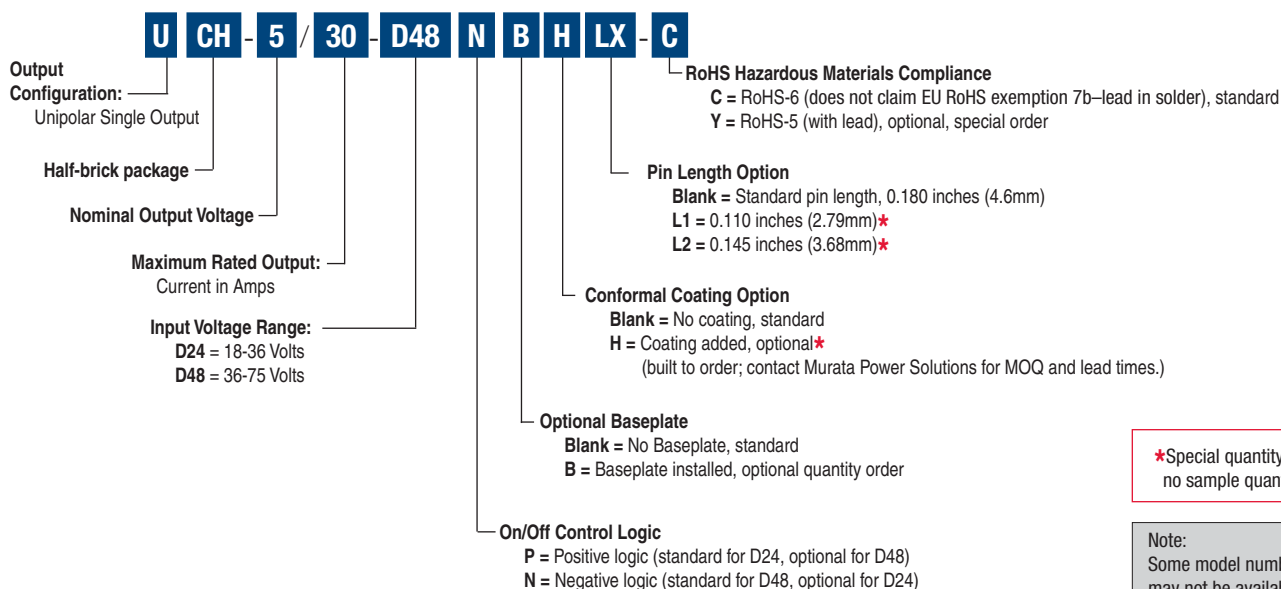 U CH - 5 / 30 - D48 N B H LX - C
Output
Configuration:
Unipolar Single Output
Half-brick package
Nominal Output Voltage
Maximum Rated Output:
Current in Amps
Input Voltage Range:
D24 = 18-36 Volts
D48 = 36-75 Volts
RoHS Hazardous Materials Compliance
C = RoHS-6 (does not claim EU RoHS exemption 7b–lead in solder), standard
Y = RoHS-5 (with lead), optional, special order
Pin Length Option
Blank = Standard pin length, 0.180 inches (4.6mm)
L1 = 0.110 inches (2.79mm)*
L2 = 0.145 inches (3.68mm)*
Conformal Coating Option
Blank = No coating, standard
H = Coating added, optional*
(built to order; contact Murata Power Solutions for MOQ and lead times.)
Optional Baseplate
Blank = No Baseplate, standard
B = Baseplate installed, optional quantity order
On/Off Control Logic
P = Positive logic (standard for D24, optional for D48)
N = Negative logic (standard for D48, optional for D24)
*Special quantity
no sample quan
Note:
Some model numb
may not be availa